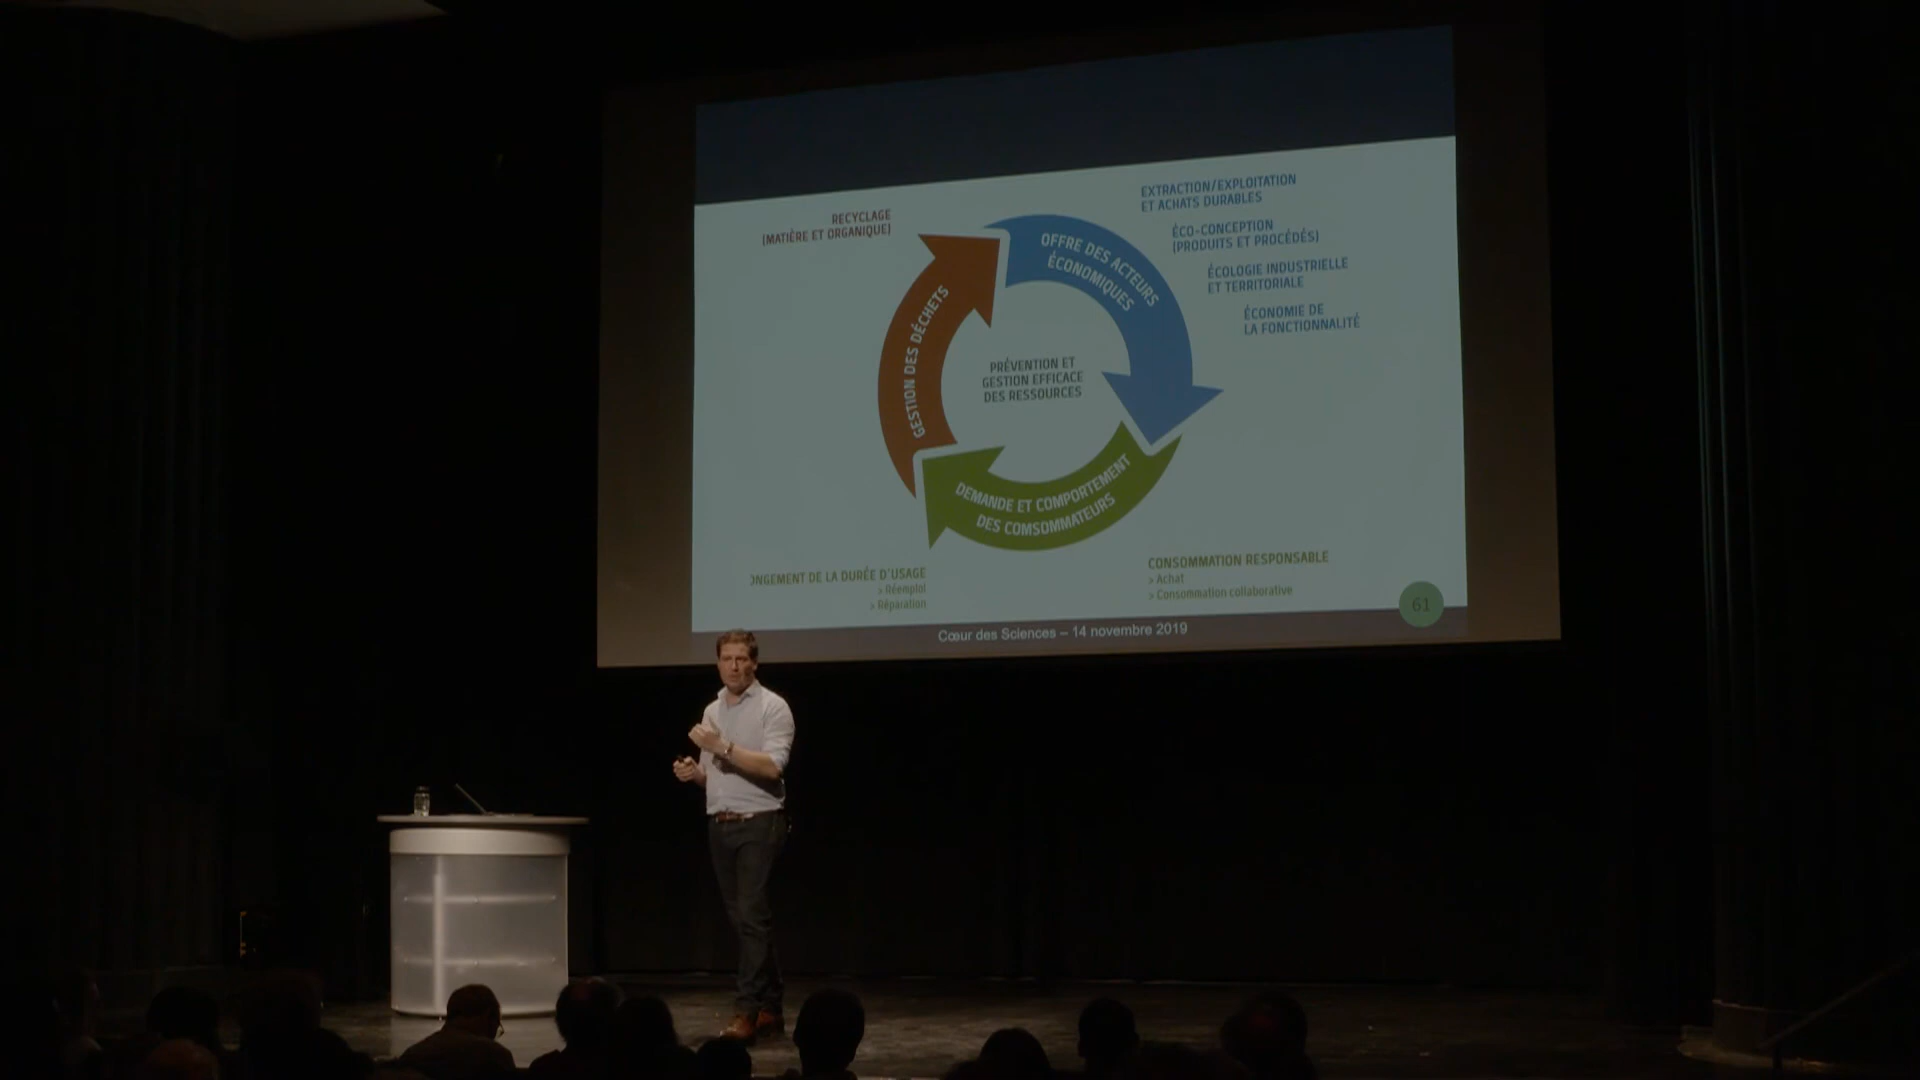 RECYCLAGE
(MATIÈRE ET ORGANIQUE)
EXTRACTION/EXPLOITATION
ET ACHATS DURABLES
ÉCO-CONCEPTION
(PRODUITS ET PROCÉDÉS)
ÉCOLOGIE INDUSTRIELLE
ET TERRITORIALE
ÉCONOMIE DE
LA FONCTIONNALITÉ
OFFRE DES ACTEURS
ÉCONOMIQUES
GESTION DES DÉCHETS
PRÉVENTION ET
GESTION EFFICACE
DES RESSOURCES
DEMANDE ET COMPORTEMENT
DES COMSOMMATEURS
ONGEMENT DE LA DURÉE D'USAGE
> Réemploi
> Réparation
CONSOMMATION RESPONSABLE
> Achat
> Consommation collaborative
61
Cœur des Sciences – 14 novembre 2019